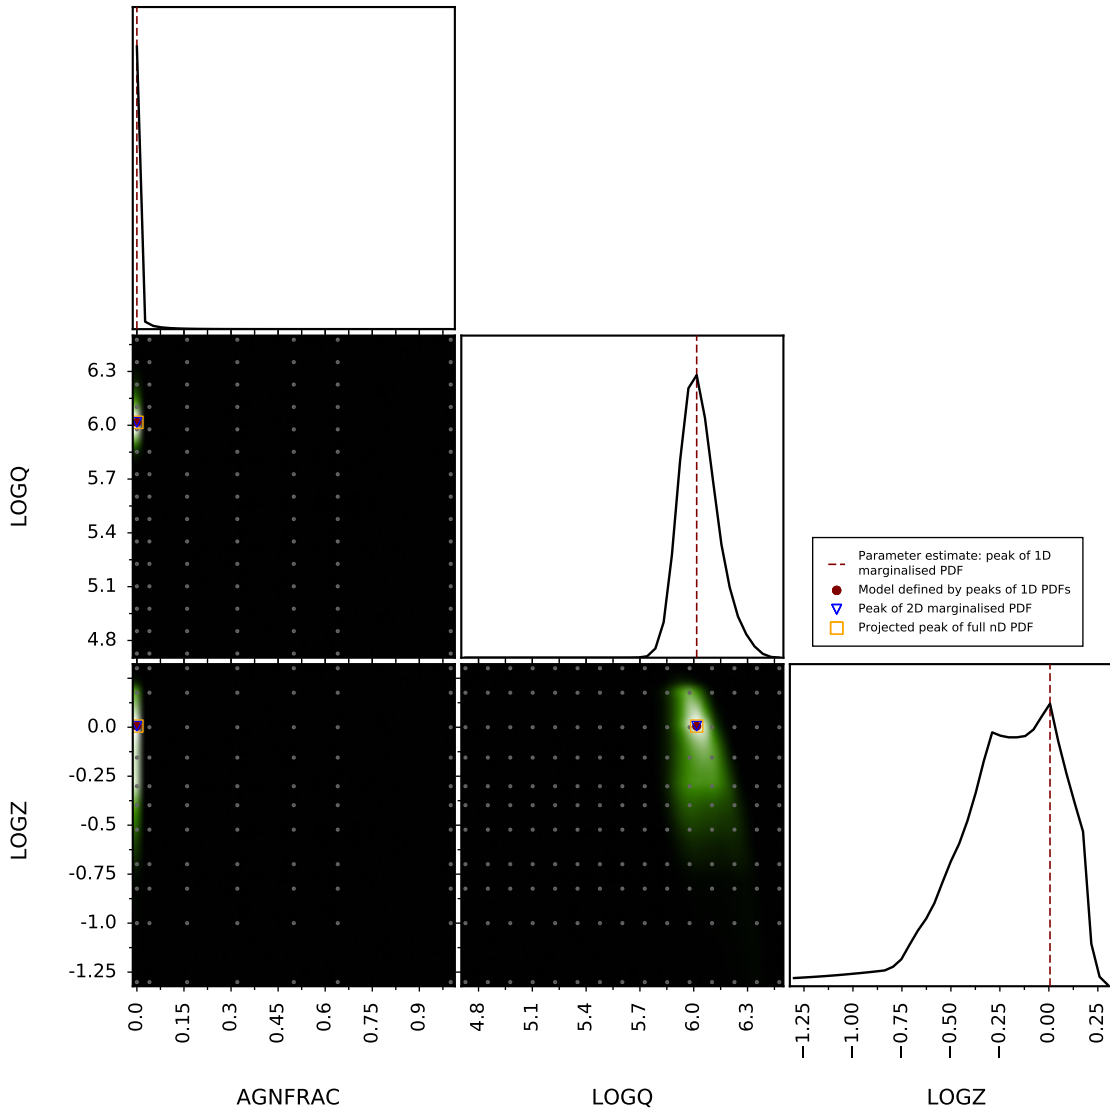 6.3
6.0
5.7
5.4
5.1
4.8
LOGQ
Parameter estimate: peak of 1D
marginalised PDF
Model defined by peaks of 1D PDFs
Peak of 2D marginalised PDF
Projected peak of full nD PDF
0.0
-0.25
-0.5
-0.75
-1.0
-1.25
LOGZ
0.0 0.15 0.3 0.45 0.6 0.75 0.9
4.8 5.1 5.4 5.7 6.0 6.3
−1.25 −1.00 −0.75 −0.50 −0.25 0.00 0.25
AGNFRAC LOGQ LOGZ